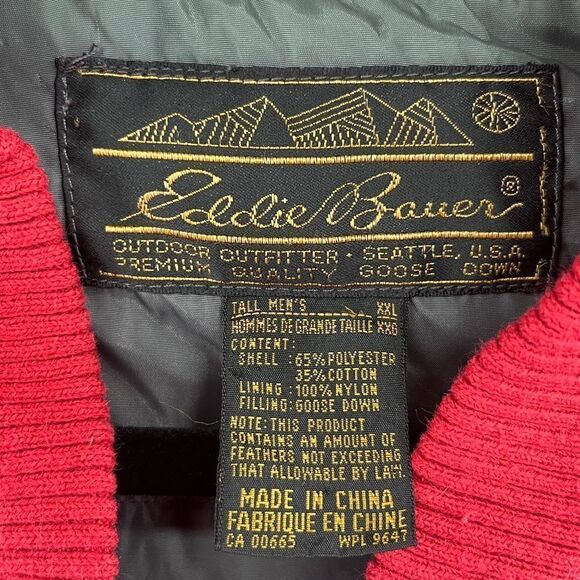 Eddie Bauer®
OUTDOOR OUTFITTER • SEATTLE, U.S.A.
PREMIUM QUALITY GOOSE DOWN
TALL MEN'S XXL
HOMMES DE GRANDE TAILLE XXG
CONTENT:
SHELL :65% POLYESTER
35% COTTON
LINING :100% NYLON
FILLING:GOOSE DOWN
NOTE:THIS PRODUCT
CONTAINS AN AMOUNT OF
FEATHERS NOT EXCEEDING
THAT ALLOWABLE BY LAW.
MADE IN CHINA
FABRIQUE EN CHINE
CA 00665 WPL 9647